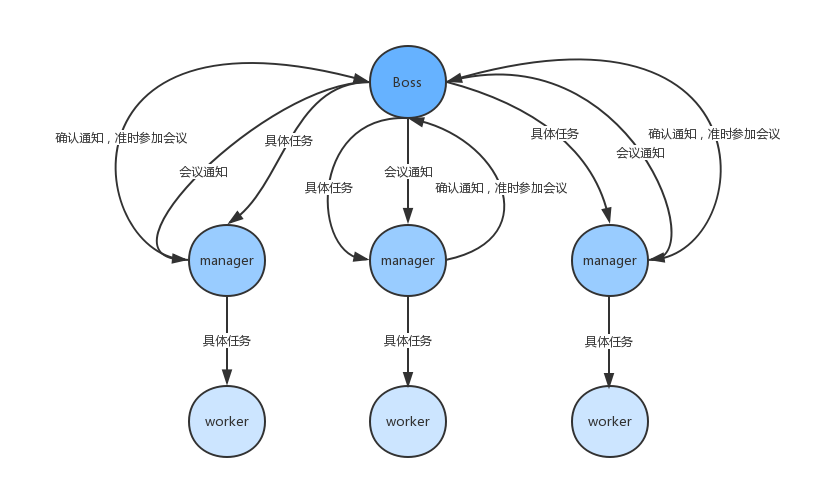 Boss
确认通知，准时参加会议
具体任务
具体任务
确认通知，准时参加会议
会议通知
会议通知
会议通知
具体任务
确认通知，准时参加会议
manager
manager
manager
具体任务
具体任务
具体任务
worker
worker
worker